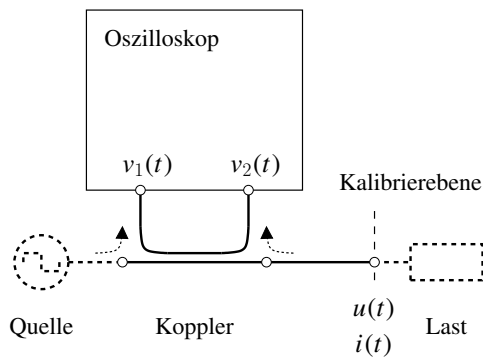 Oszilloskop
v₁(t) v₂(t)
Kalibrierebene
Quelle Koppler u(t) Last
i(t)